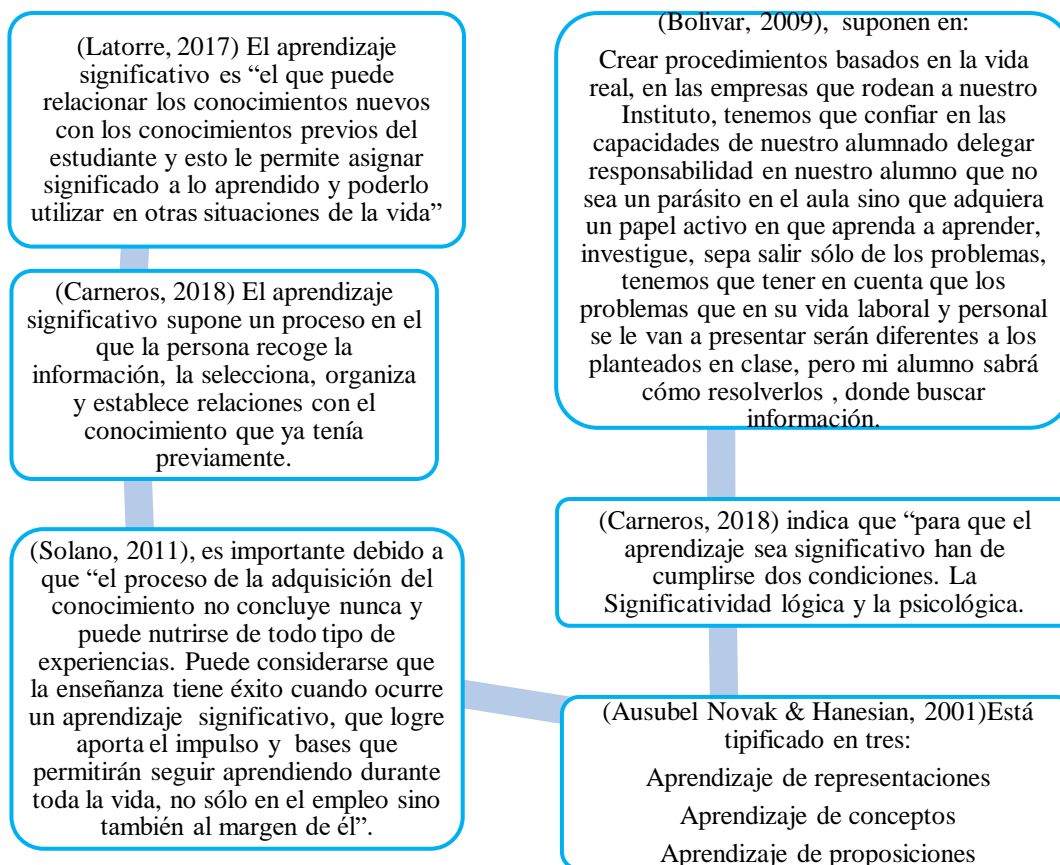 (Latorre, 2017) El aprendizaje
significativo es “el que puede
relacionar los conocimientos nuevos
con los conocimientos previos del
estudiante y esto le permite asignar
significado a lo aprendido y poderlo
utilizar en otras situaciones de la vida”
(Carneros, 2018) El aprendizaje
significativo supone un proceso en el
que la persona recoge la
información, la selecciona, organiza
y establece relaciones con el
conocimiento que ya tenía
previamente.
(Solano, 2011), es importante debido a
que “el proceso de la adquisición del
conocimiento no concluye nunca y
puede nutrirse de todo tipo de
experiencias. Puede considerarse que
la enseñanza tiene éxito cuando ocurre
un aprendizaje significativo, que logre
aporta el impulso y bases que
permitirán seguir aprendiendo durante
toda la vida, no sólo en el empleo sino
también al margen de él”.
(Ausubel Novak & Hanesian, 2001)Está
tipificado en tres:
Aprendizaje de representaciones
Aprendizaje de conceptos
Aprendizaje de proposiciones
(Carneros, 2018) indica que “para que el
aprendizaje sea significativo han de
cumplirse dos condiciones. La
Significatividad lógica y la psicológica.
(Bolivar, 2009), suponen en:
Crear procedimientos basados en la vida
real, en las empresas que rodean a nuestro
Instituto, tenemos que confiar en las
capacidades de nuestro alumnado delegar
responsabilidad en nuestro alumno que no
sea un parásito en el aula sino que adquiera
un papel activo en que aprenda a aprender,
investigue, sepa salir sólo de los problemas,
tenemos que tener en cuenta que los
problemas que en su vida laboral y personal
se le van a presentar serán diferentes a los
planteados en clase, pero mi alumno sabrá
cómo resolverlos , donde buscar
información.